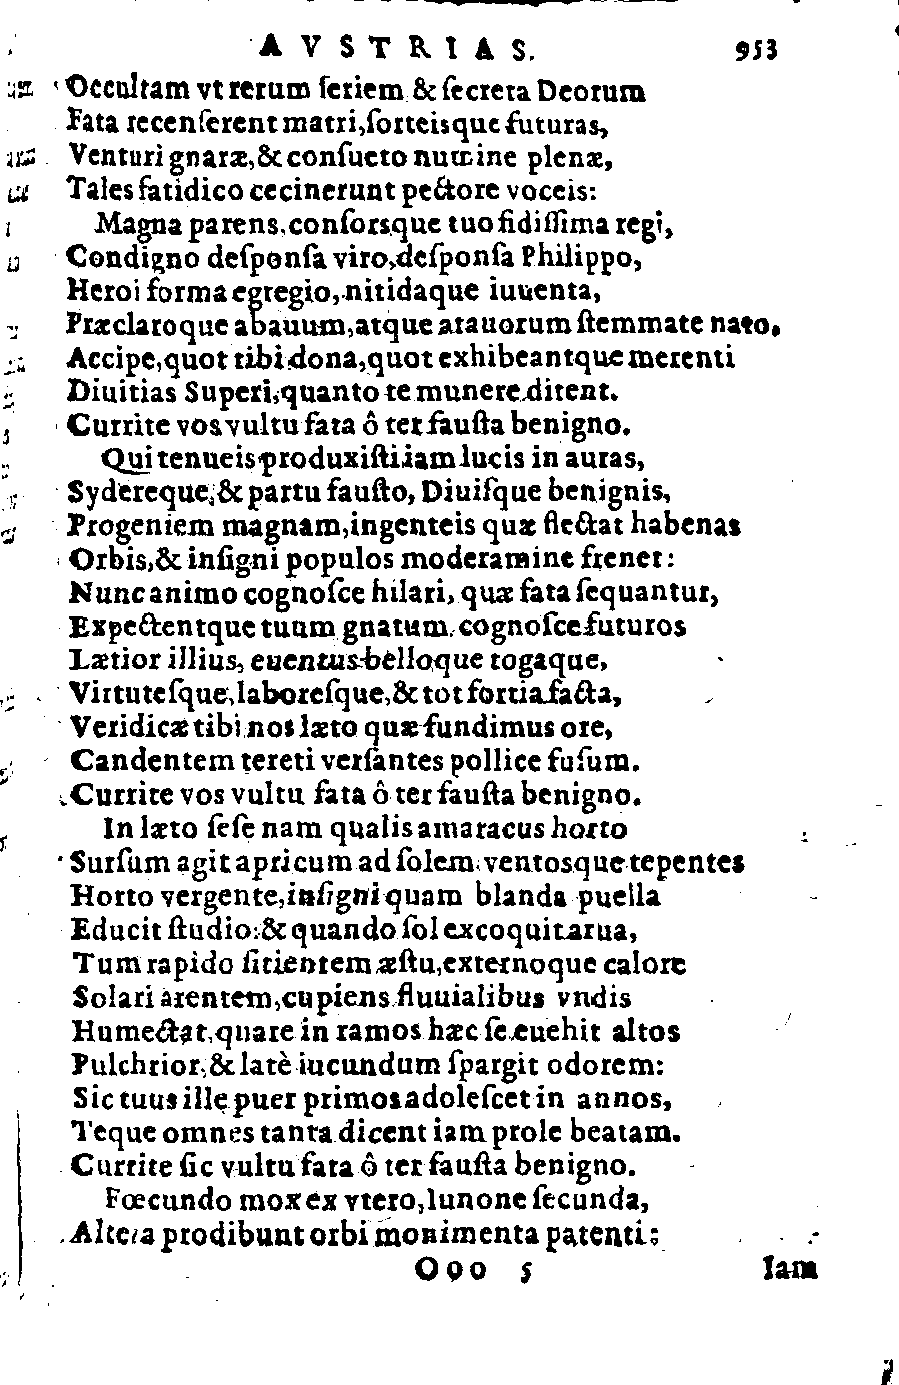 AVSTRIAS. 953
Occultam vt rerum ſeriem & ſecreta Deorum
Fata recenſerent matri, ſorteisque futuras,
Venturi gnaræ, & conſueto numine plenæ,
Tales fatidico cecinerunt pectore voceis:
Magna parens, conſorsque tuo fidiſſima regi,
Condigno deſponſa viro, deſponſa Philippo,
Heroi forma egregio, nitidaque iuuenta,
Præclaroque abauum, atque atauorum ſtemmate nato.
Accipe, quot tibi dona, quot exhibeantque merenti
Diuitias Superi, quanto te munere ditent.
Currite vos vultu fata ô ter fauſta benigno.
Qui tenueis produxiſti iam lucis in auras,
Sydereque, & partu fauſto, Diuiſque benignis,
Progeniem magnam, ingenteis quæ flectat habenas
Orbis, & inſigni populos moderamine frenet:
Nunc animo cognoſce hilari, quæ fata ſequantur,
Expectentque tuum gnatum. cognoſce futuros
Lætior illius, euentus belloque togaque,
Virtuteſque, laboreſque, & tot fortia facta,
Veridicæ tibi nos læto quæ fundimus ore,
Candentem tereti verſantes pollice fuſum.
Currite vos vultu fata ô ter fauſta benigno.
In læto ſeſe nam qualis amaracus horto
Surſum agit apricum ad ſolem, ventosque tepentes
Horto vergente, inſigni quam blanda puella
Educit ſtudio: & quando ſol excoquit arua,
Tum rapido ſitientem æſtu, externoque calore
Solari arentem, cupiens fluuialibus vndis
Humectat, quare in ramos hæc ſe euehit altos
Pulchrior, & latè iucundum ſpargit odorem:
Sic tuus ille puer primos adoleſcet in annos,
Teque omnes tanta dicent iam prole beatam.
Currite ſic vultu fata ô ter fauſta benigno.
Fœcundo mox ex vtero, Iunone ſecunda,
Altera prodibunt orbi monimenta patenti:
Ooo 5 Iam